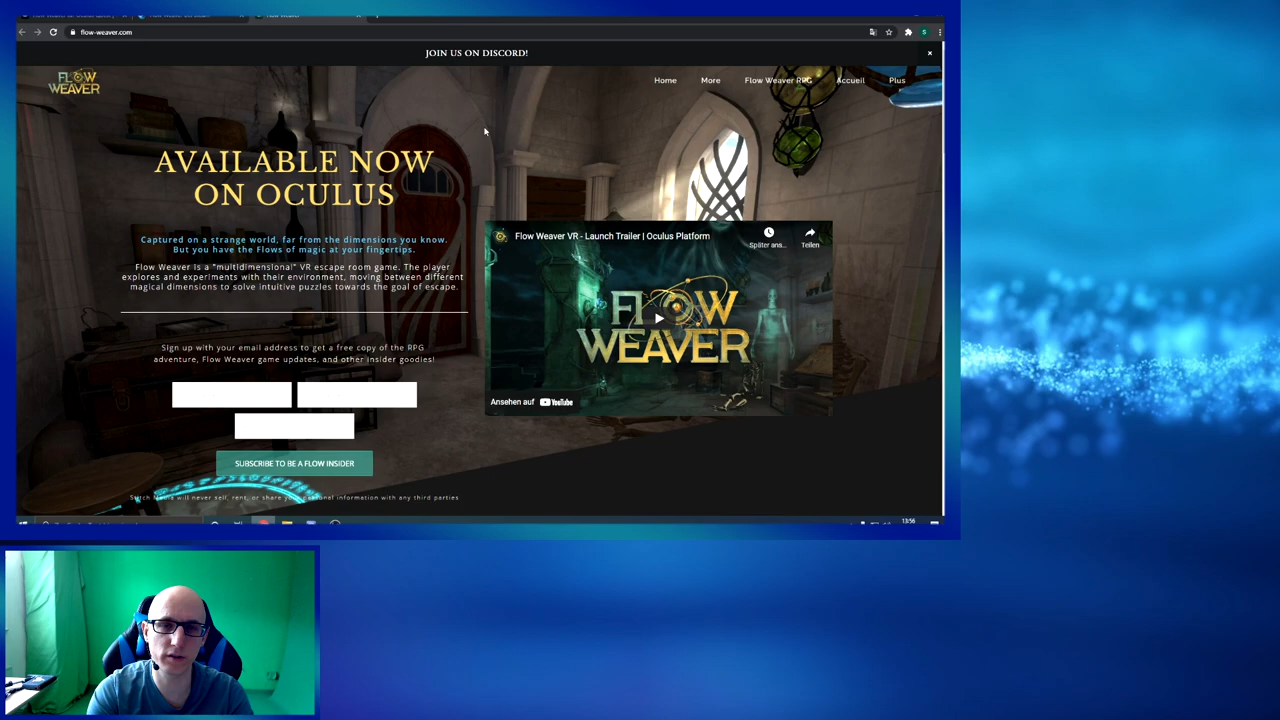 flow-weaver.com
JOIN US ON DISCORD!
×
FLOW
WEAVER
Home More Flow Weaver RPG Accueil Plus
AVAILABLE NOW
ON OCULUS
Captured on a strange world, far from the dimensions you know.
But you have the Flows of magic at your fingertips.
Flow Weaver is a "multidimensional" VR escape room game. The player
explores and experiments with their environment, moving between different
magical dimensions to solve intuitive puzzles towards the goal of escape.
Flow Weaver VR - Launch Trailer | Oculus Platform
Später ans...
Teilen
FLOW
WEAVER
Ansehen auf YouTube
Sign up with your email address to get a free copy of the RPG
adventure, Flow Weaver game updates, and other insider goodies!
SUBSCRIBE TO BE A FLOW INSIDER
Stitch Media will never sell, rent, or share your personal information with any third parties
13:56